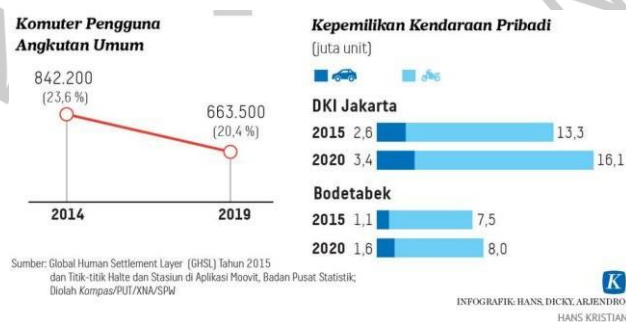 Komuter Pengguna
Angkutan Umum
842.200
(23,6 %)
663.500
(20,4 %)
2014
2019
Kepemilikan Kendaraan Pribadi
(juta unit)
DKI Jakarta
2015 2,6 13,3
2020 3,4 16,1
Bodetabek
2015 1,1 7,5
2020 1,6 8,0
Sumber: Global Human Settlement Layer (GHSL) Tahun 2015
dan Titik-titik Halte dan Stasiun di Aplikasi Moovit, Badan Pusat Statistik;
Diolah Kompas/PUT/XNA/SPW
K
INFOGRAFIK: HANS, DICKY, ARJENDRO
HANS KRISTIAN